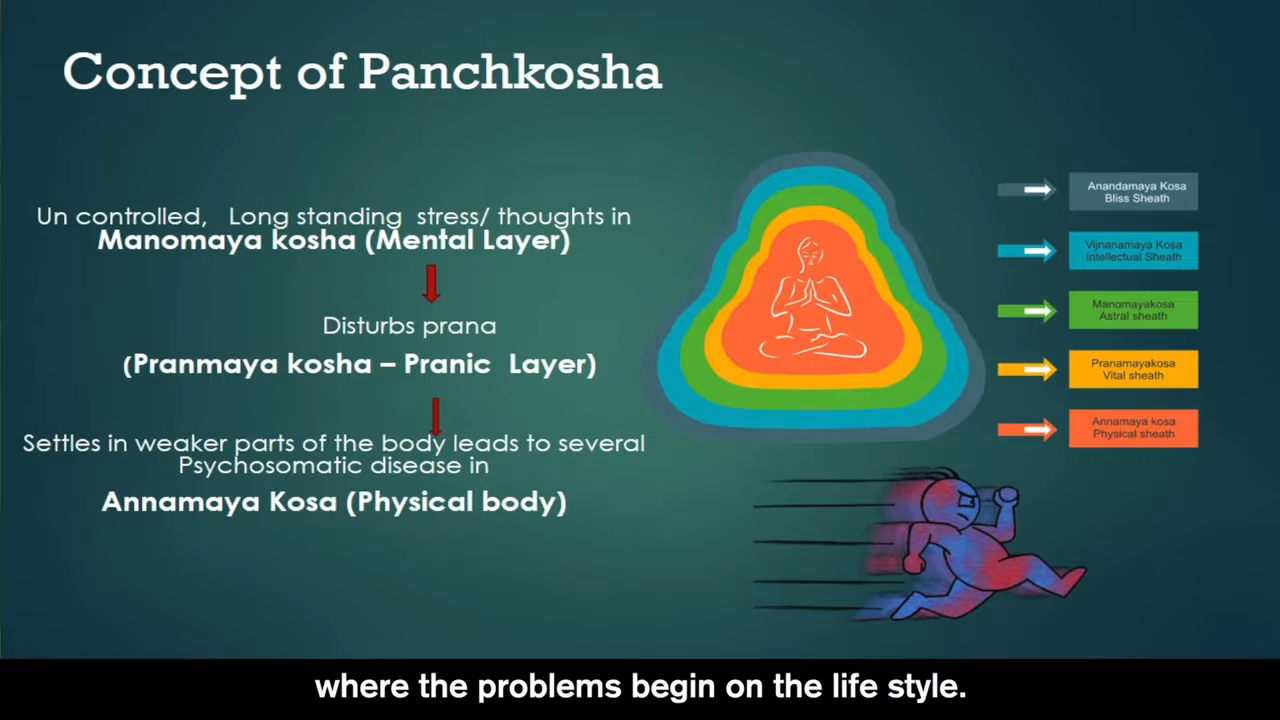 Concept of Panchkosha
Un controlled, Long standing stress/ thoughts in
Manomaya kosha (Mental Layer)
Disturbs prana
(Pranmaya kosha – Pranic Layer)
Settles in weaker parts of the body leads to several
Psychosomatic disease in
Annamaya Kosa (Physical body)
Anandamaya Kosa
Bliss Sheath
Vijnanamaya Kosa
Intellectual Sheath
Manomayakosa
Astral sheath
Pranamayakosa
Vital sheath
Annamaya kosa
Physical sheath
where the problems begin on the life style.